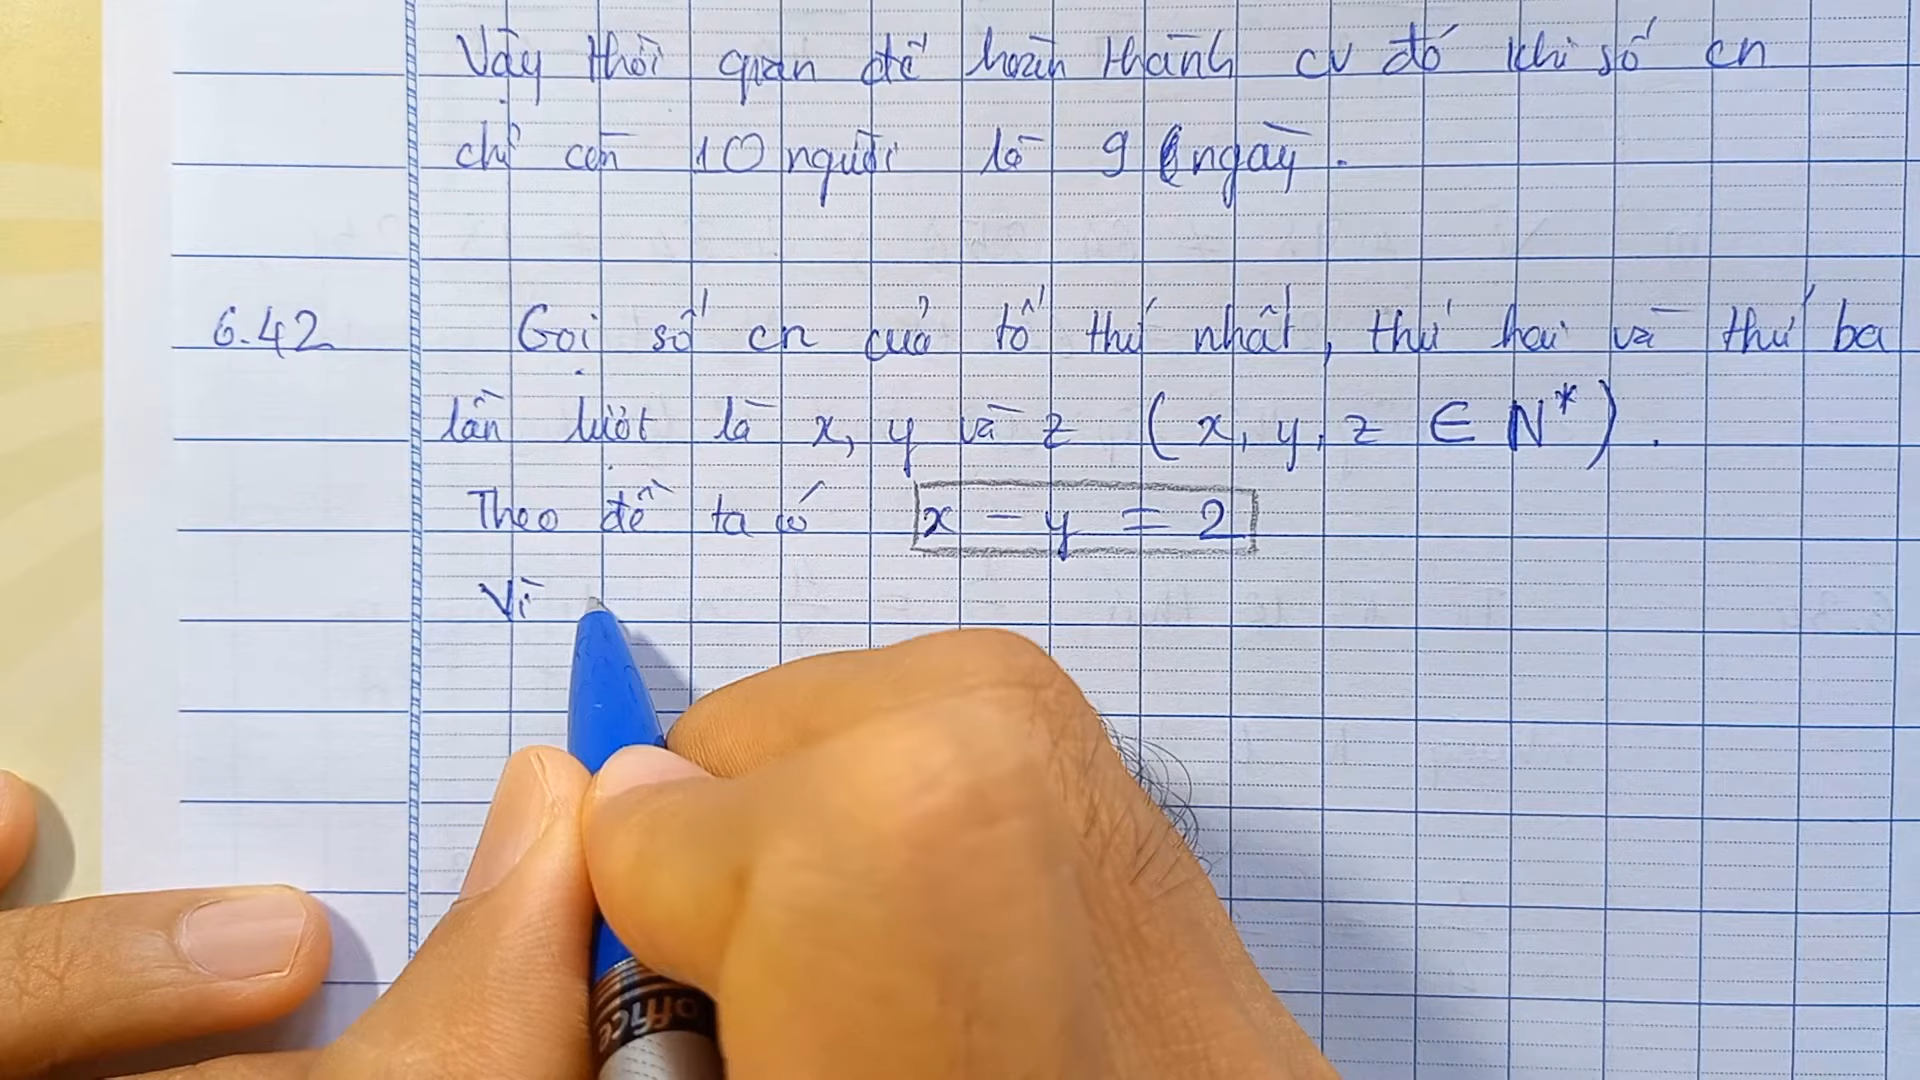 Vậy thời gian để hoàn thành cv đó khi số cn
chỉ còn 10 người là 9 ngày.
6.42 Gọi số cn của tổ thứ nhất, thứ hai và thứ ba
lần lượt là x, y và z (x, y, z ∈ N*).
Theo đề ta có x - y = 2
Vì
office